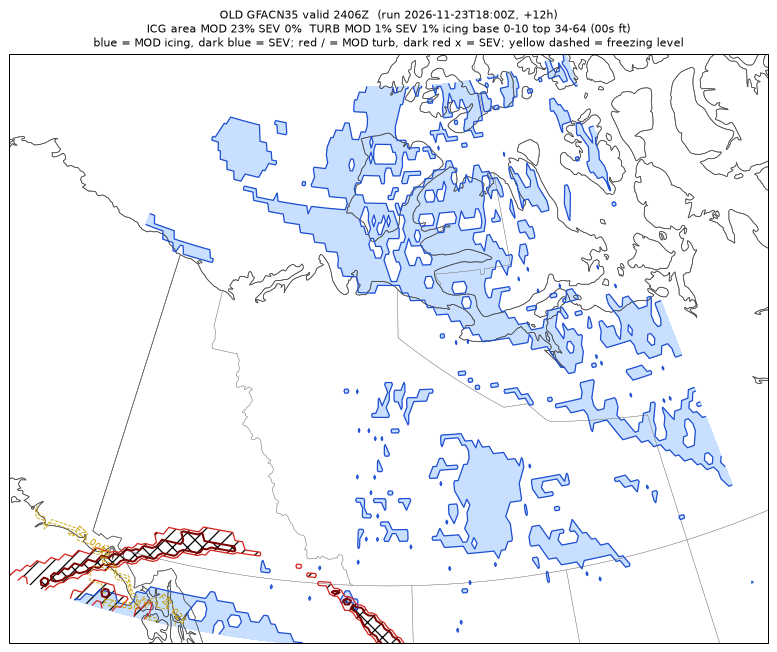 OLD GFACN35 valid 2406Z (run 2026-11-23T18:00Z, +12h)
ICG area MOD 23% SEV 0% TURB MOD 1% SEV 1% icing base 0-10 top 34-64 (00s ft)
blue = MOD icing, dark blue = SEV; red / = MOD turb, dark red x = SEV; yellow dashed = freezing level